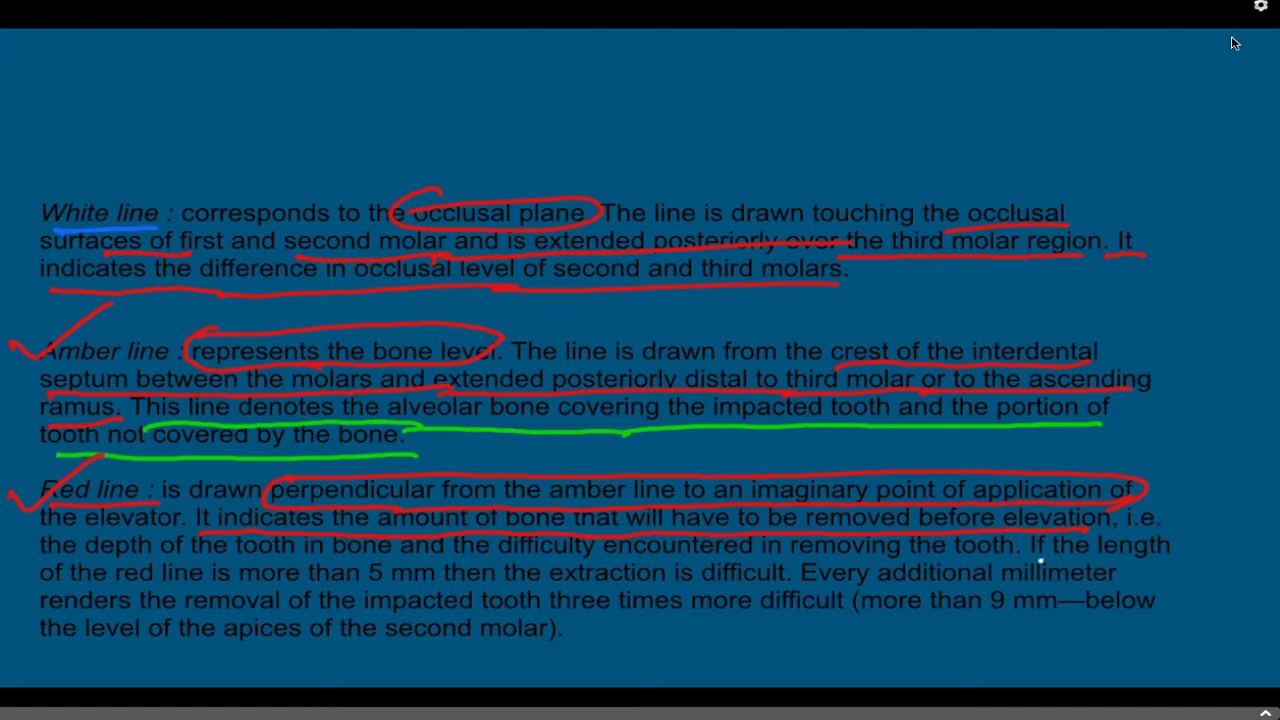 White line : corresponds to the occlusal plane. The line is drawn touching the occlusal
surfaces of first and second molar and is extended posteriorly over the third molar region. It
indicates the difference in occlusal level of second and third molars.
Amber line : represents the bone level. The line is drawn from the crest of the interdental
septum between the molars and extended posteriorly distal to third molar or to the ascending
ramus. This line denotes the alveolar bone covering the impacted tooth and the portion of
tooth not covered by the bone.
Red line : is drawn perpendicular from the amber line to an imaginary point of application of
the elevator. It indicates the amount of bone that will have to be removed before elevation, i.e.
the depth of the tooth in bone and the difficulty encountered in removing the tooth. If the length
of the red line is more than 5 mm then the extraction is difficult. Every additional millimeter
renders the removal of the impacted tooth three times more difficult (more than 9 mm—below
the level of the apices of the second molar).